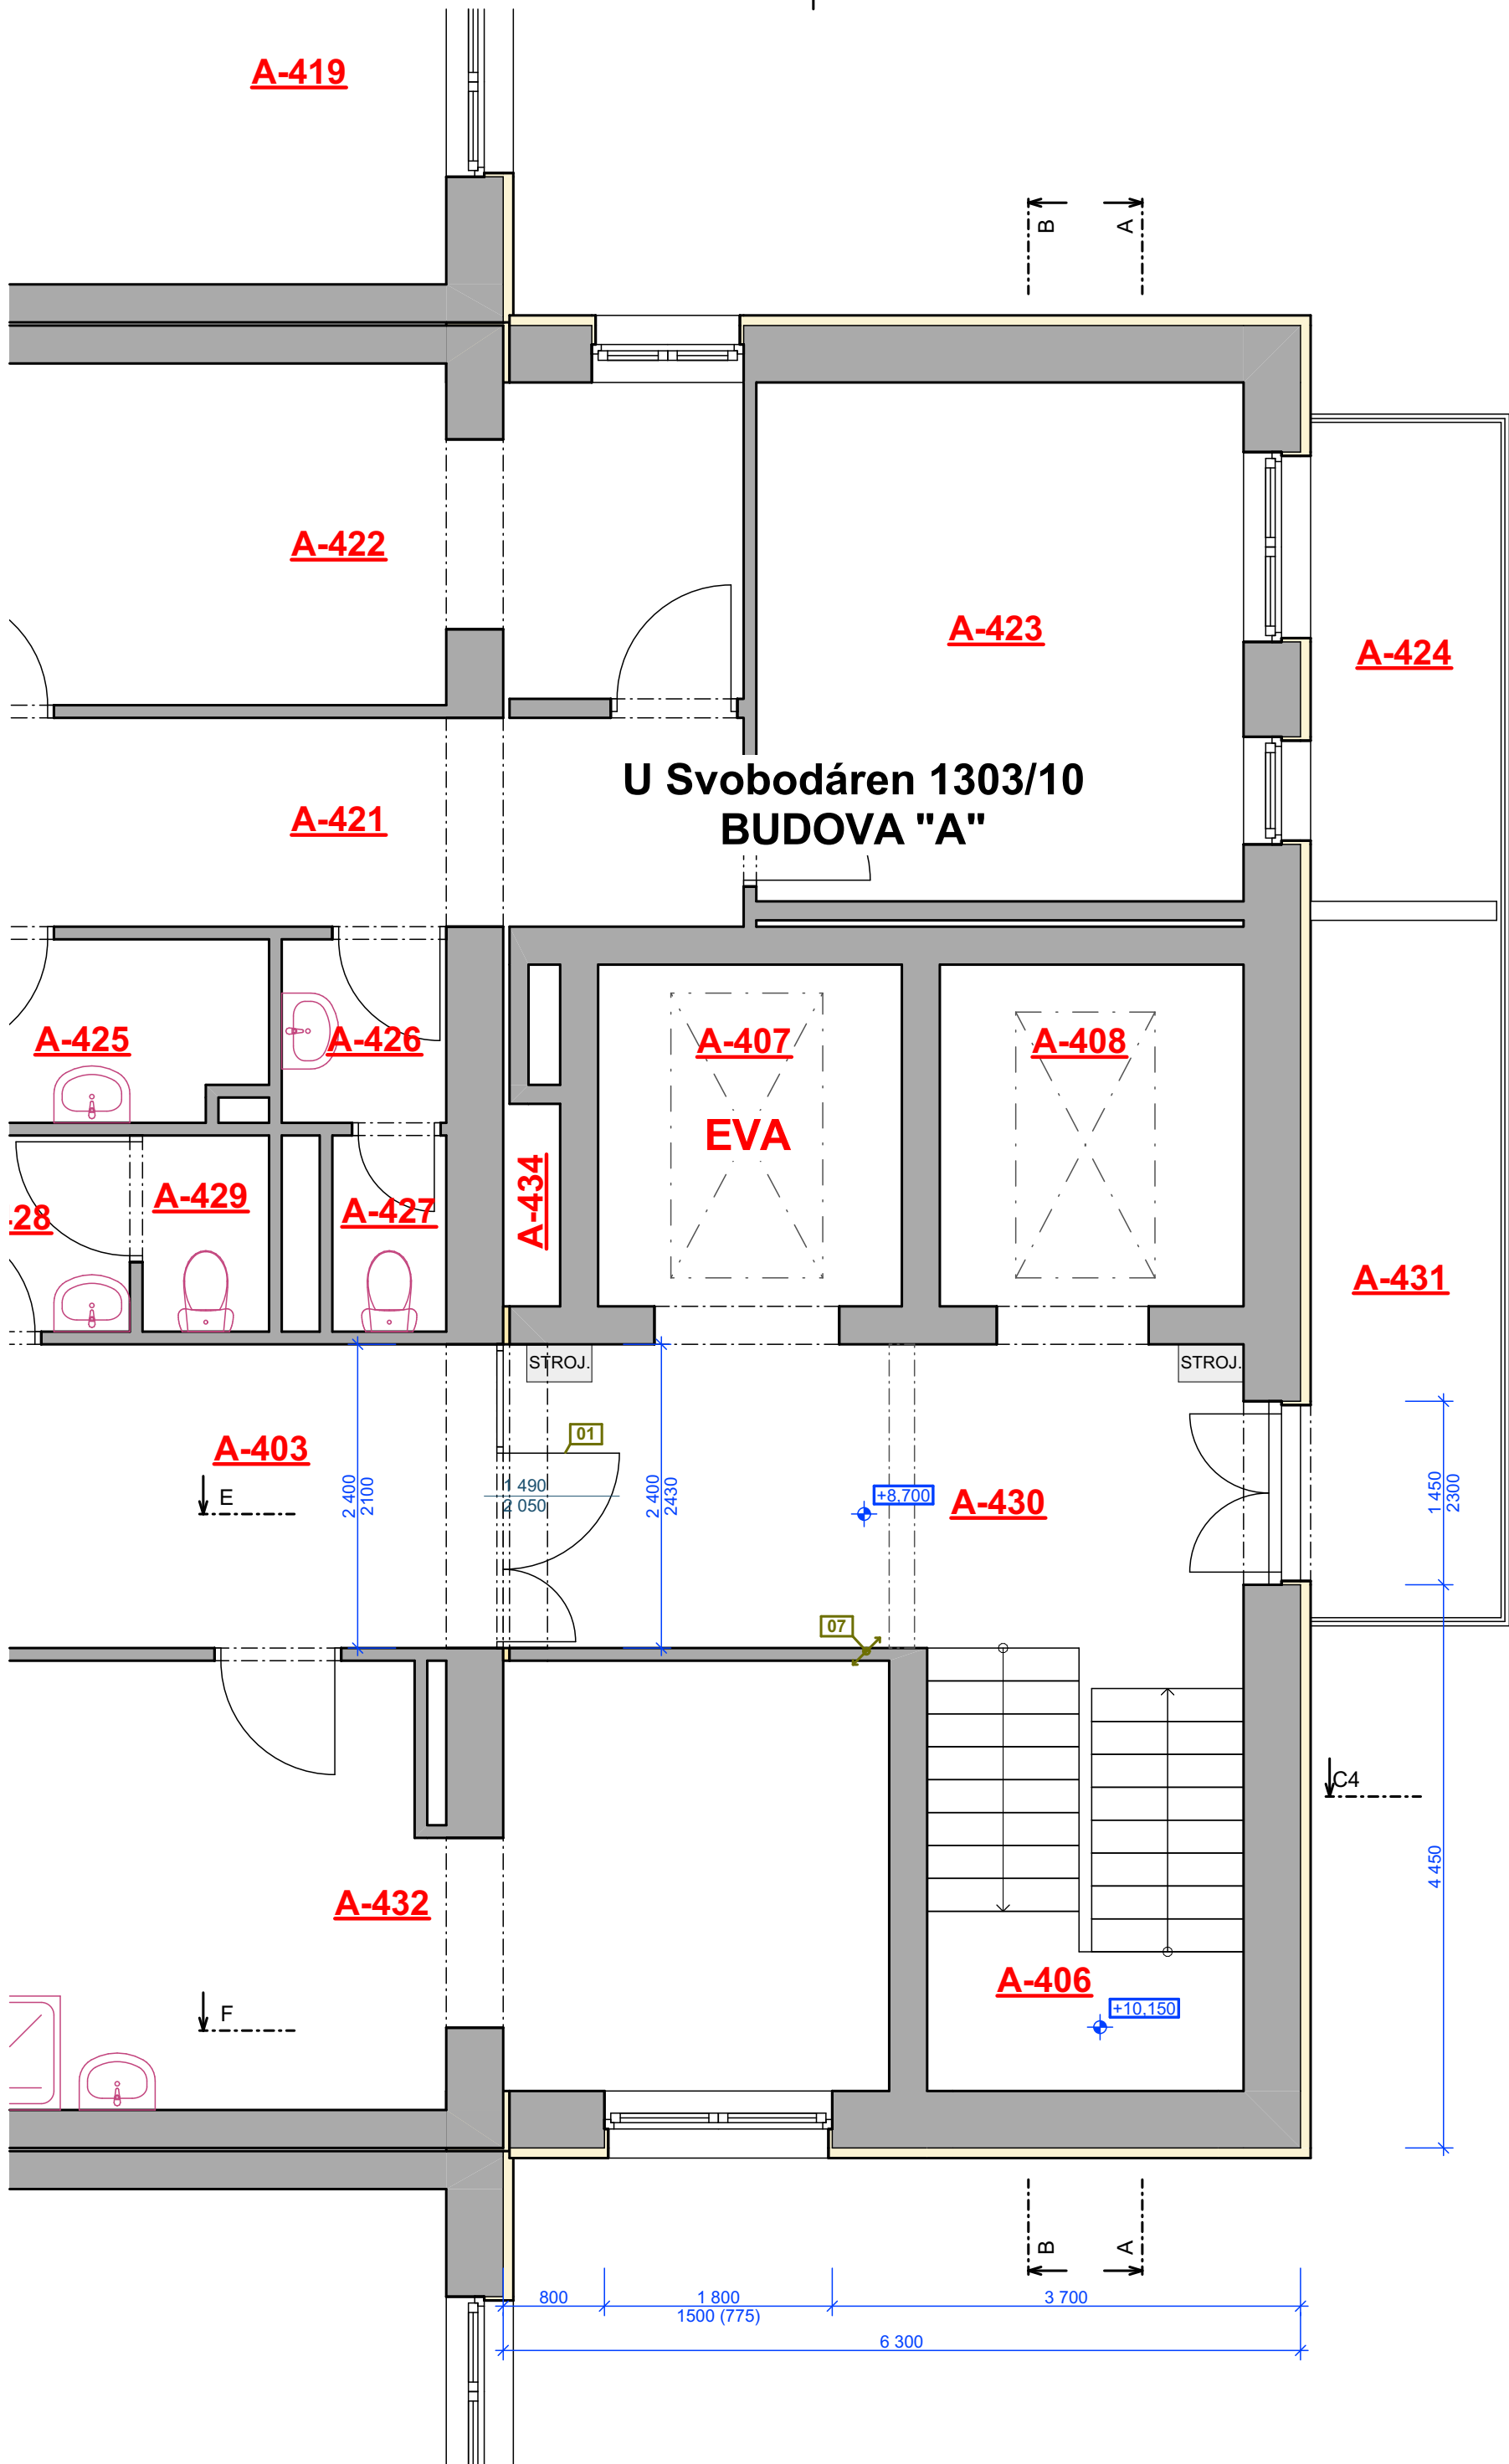 A-419
B
A
A-422
A-423
A-424
U Svobodáren 1303/10
BUDOVA "A"
A-421
A-425
A-426
A-407
A-408
EVA
A-434
-28
A-429
A-427
A-431
STROJ.
STROJ.
01
A-403
E
2 400
2100
1 490
2 050
2 400
2430
+8,700
A-430
1 450
2300
07
C4
4 450
A-432
A-406
+10,150
F
B
A
800
1 800
3 700
1500 (775)
6 300